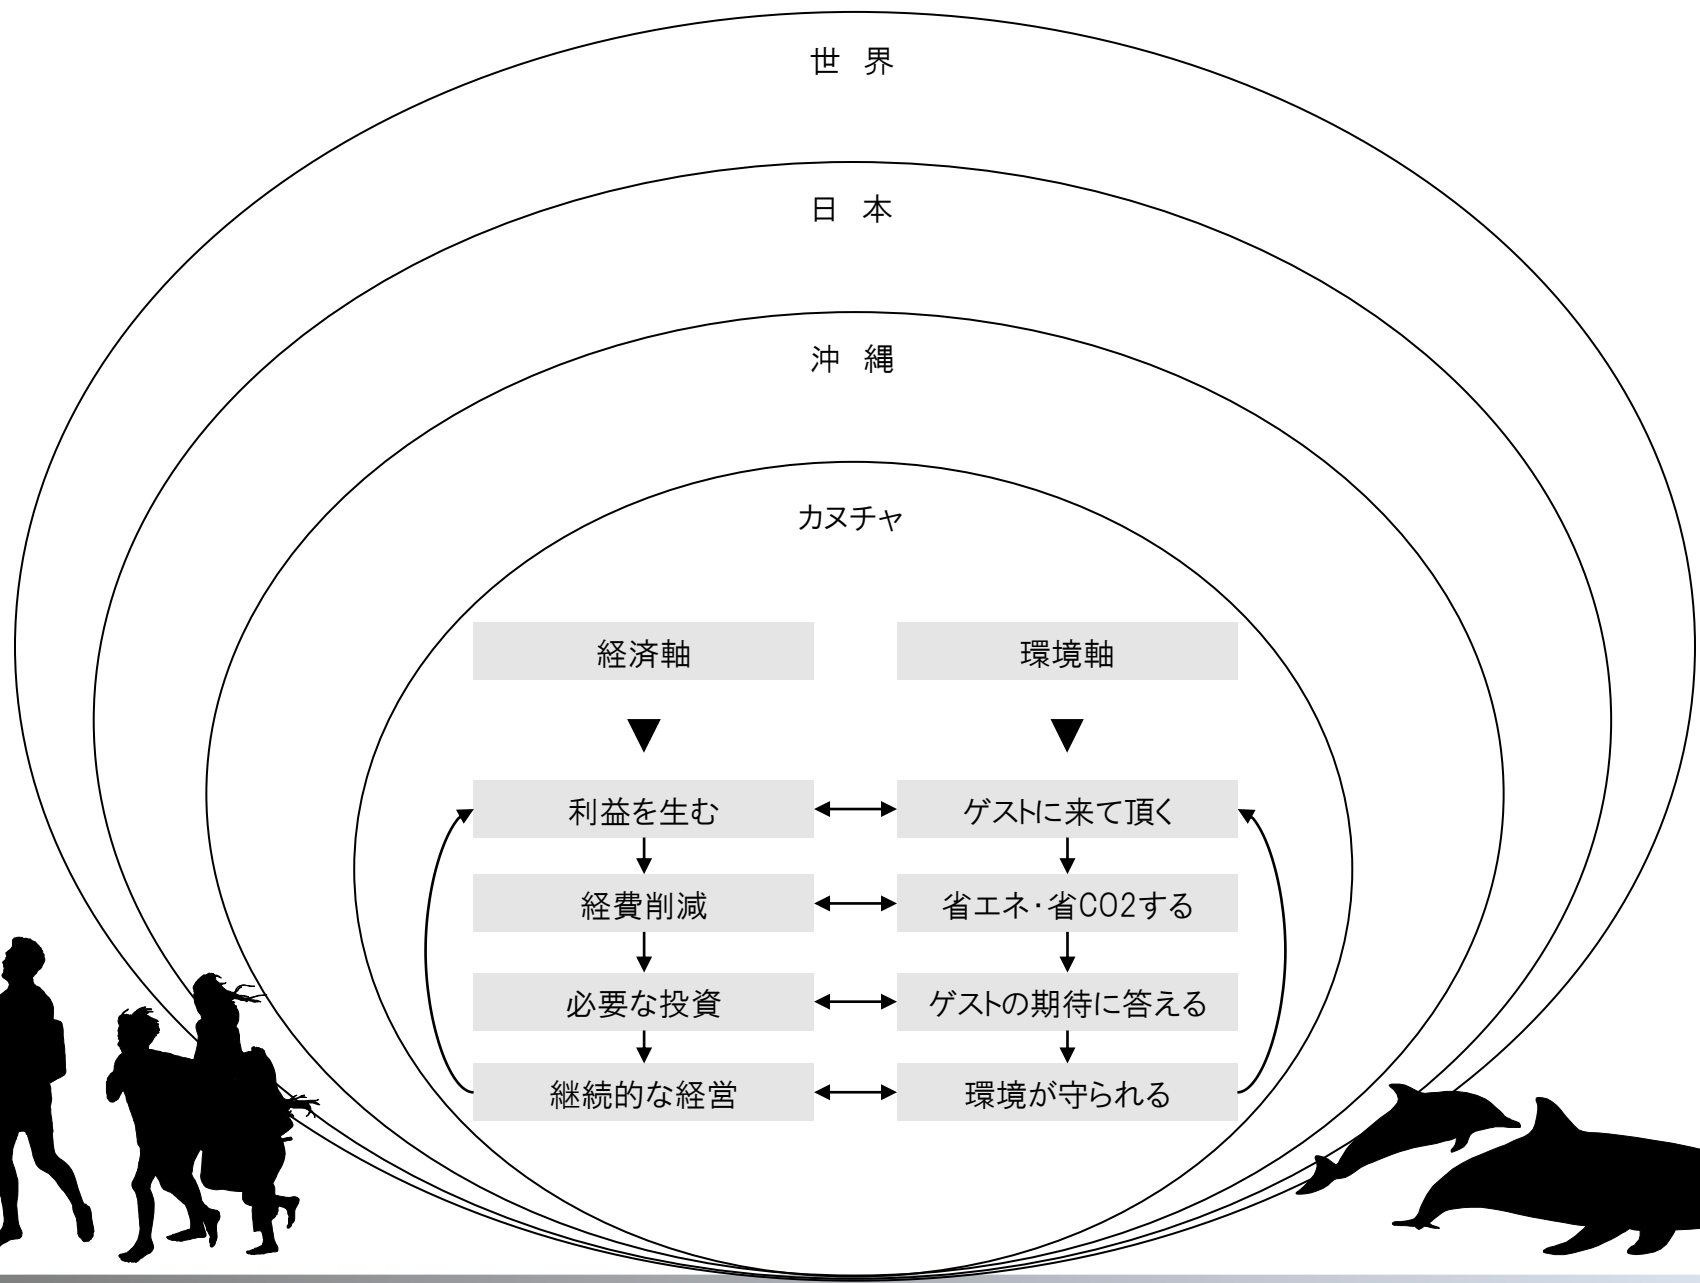 世 界
日 本
沖 縄
カヌチャ
経済軸
環境軸
利益を生む
ゲストに来て頂く
経費削減
省エネ・省CO2する
必要な投資
ゲストの期待に答える
継続的な経営
環境が守られる